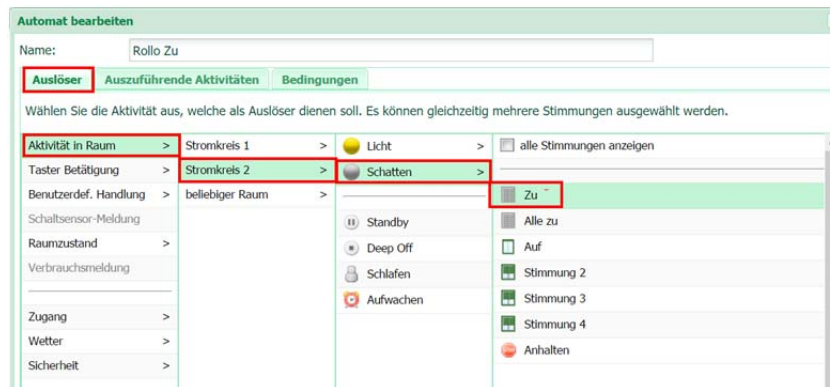 Automat bearbeiten
Name: Rollo Zu
Auslöser Auszuführende Aktivitäten Bedingungen
Wählen Sie die Aktivität aus, welche als Auslöser dienen soll. Es können gleichzeitig mehrere Stimmungen ausgewählt werden.
Aktivität in Raum >
Taster Betätigung >
Benutzerdef. Handlung >
Schaltsensor-Meldung
Raumzustand >
Verbrauchsmeldung
Zugang >
Wetter >
Sicherheit >
Stromkreis 1 >
Stromkreis 2 >
beliebiger Raum >
Licht >
Schatten >
Standby
Deep Off
Schlafen
Aufwachen
alle Stimmungen anzeigen
Zu
Alle zu
Auf
Stimmung 2
Stimmung 3
Stimmung 4
Anhalten